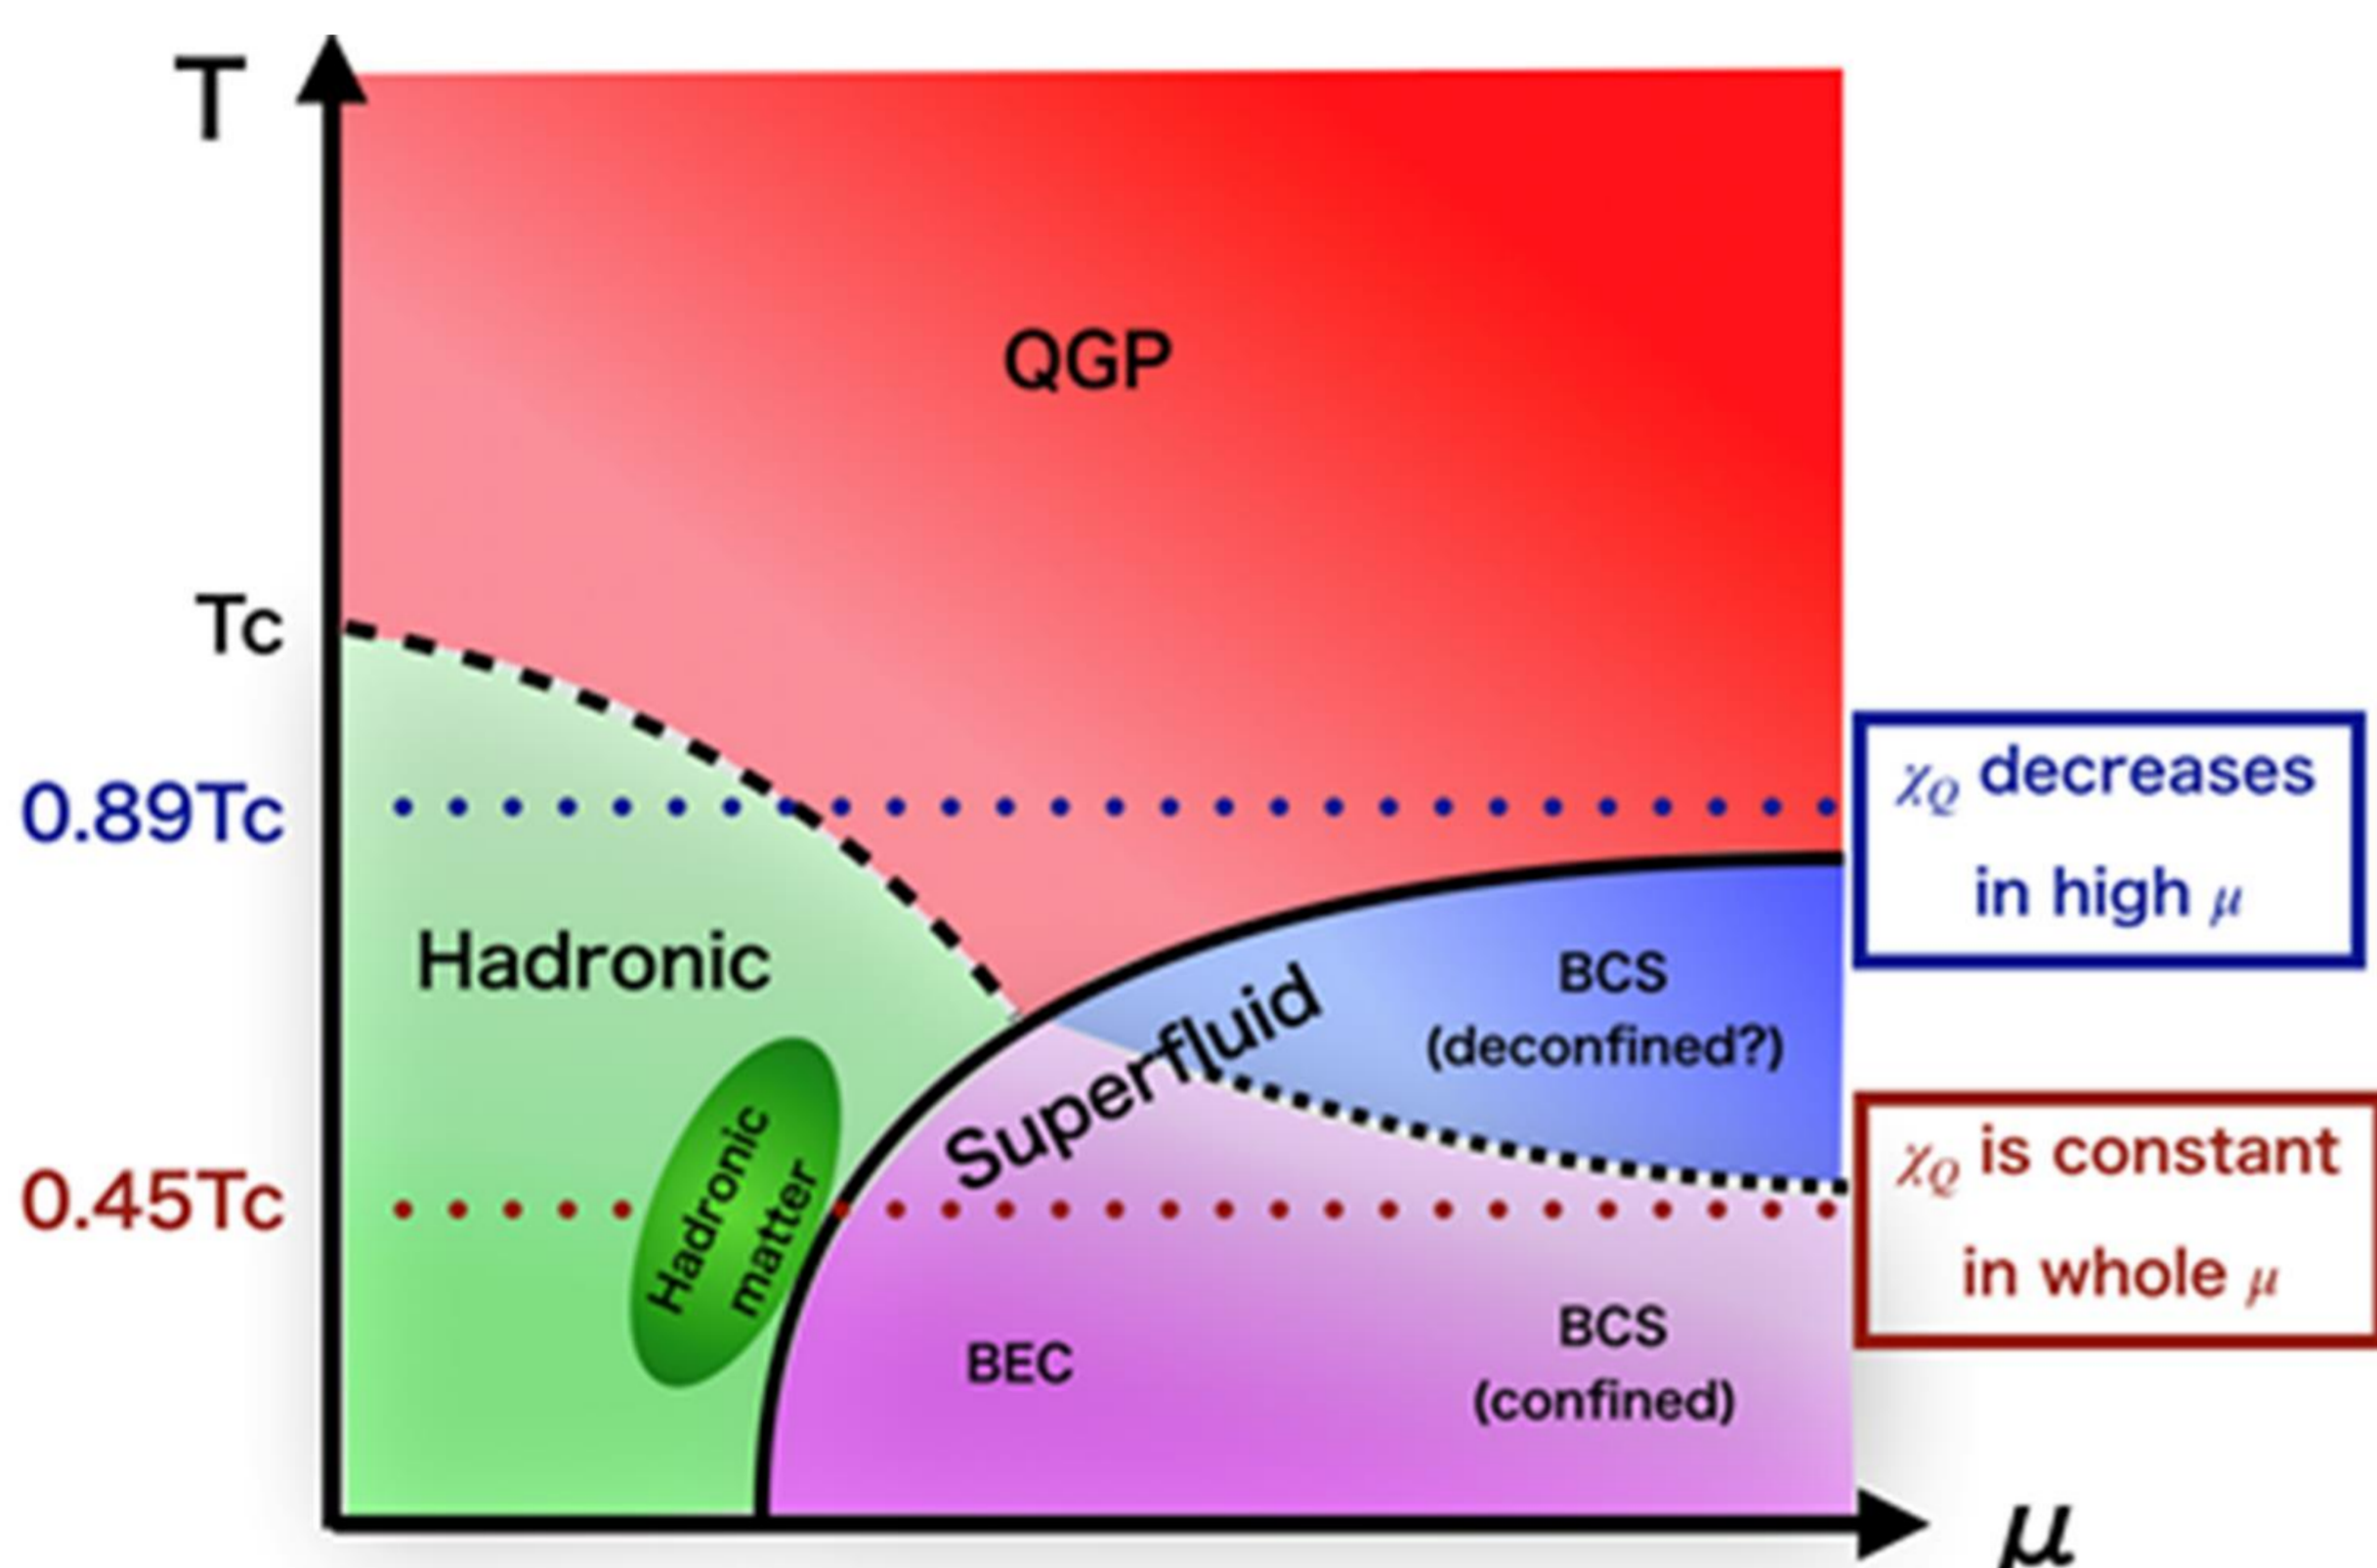 T
QGP
Tc
0.89Tc
χQ decreases
in high μ
Hadronic
Superfluid
BCS
(deconfined?)
Hadronic
matter
0.45Tc
χQ is constant
in whole μ
BEC
BCS
(confined)
μ